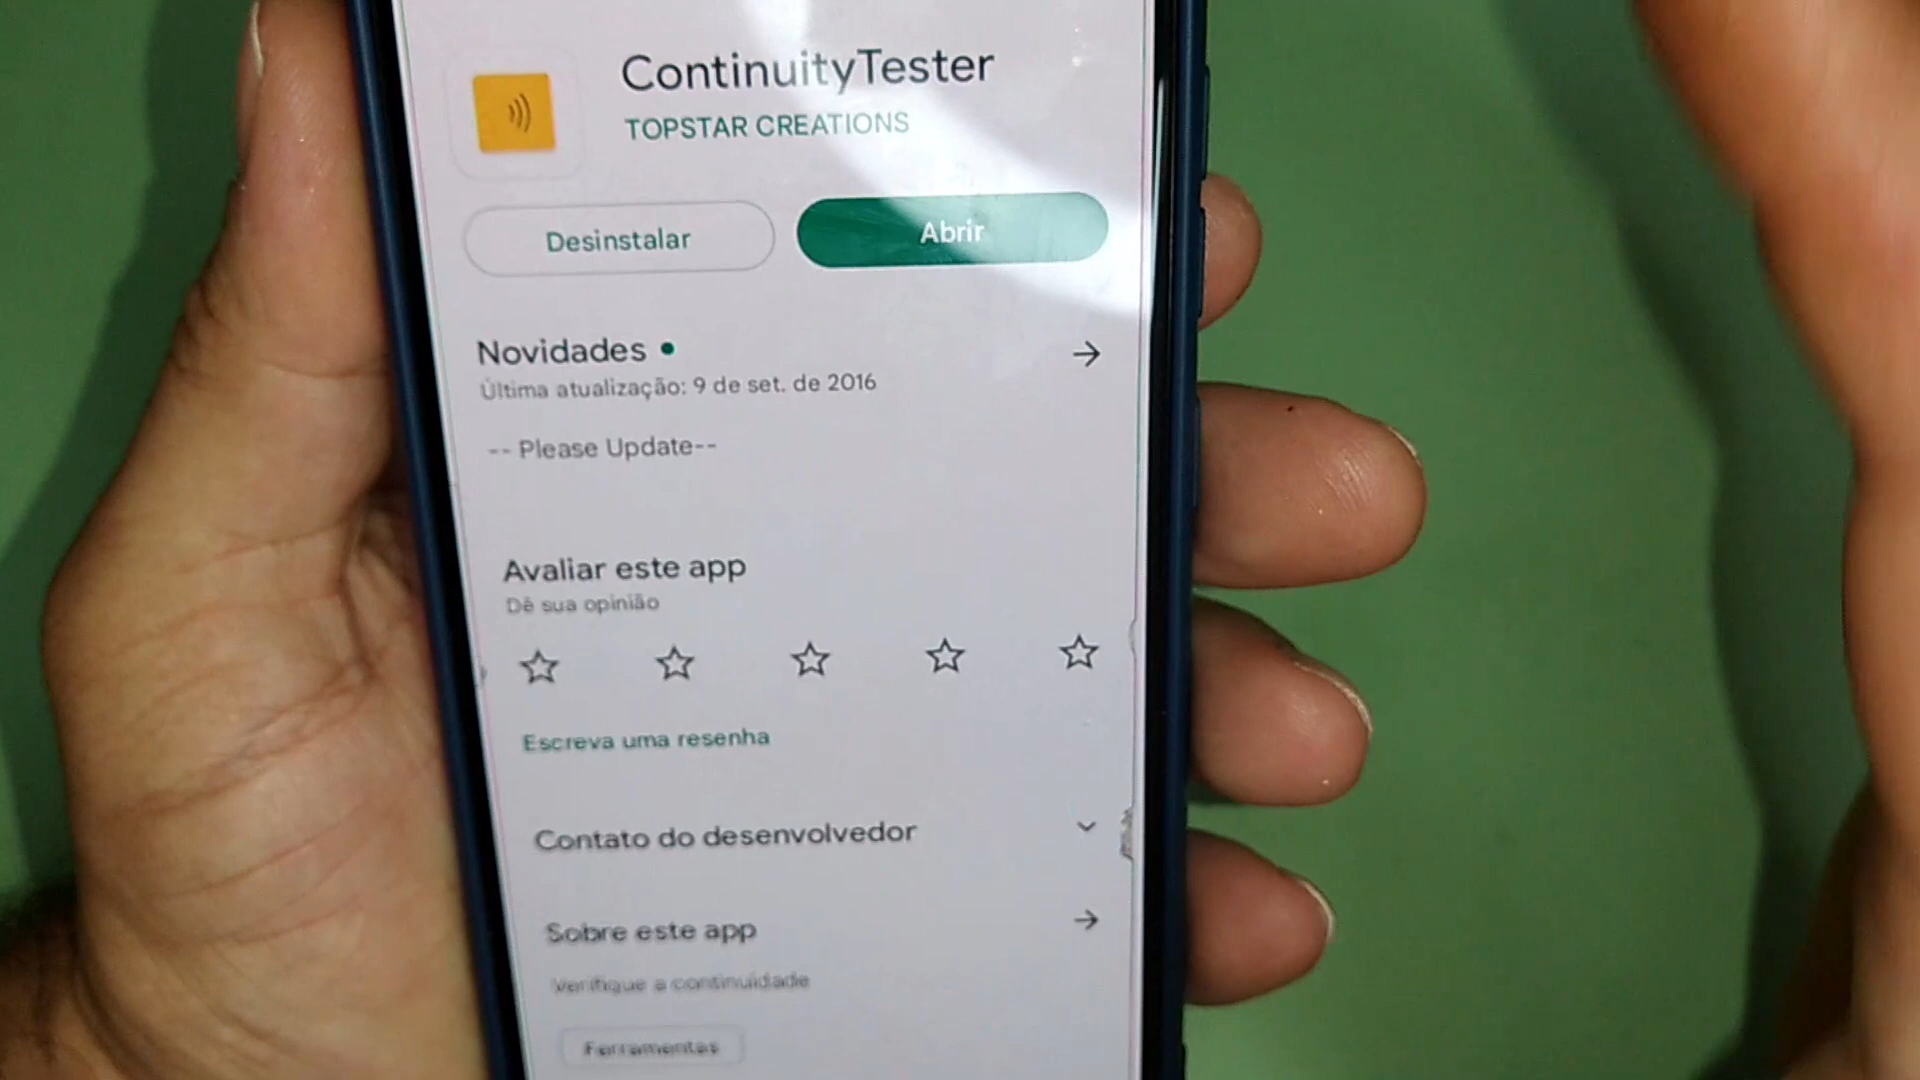 ContinuityTester
TOPSTAR CREATIONS
Desinstalar
Abrir
Novidades •
Última atualização: 9 de set. de 2016
-- Please Update--
Avaliar este app
Dê sua opinião
Escreva uma resenha
Contato do desenvolvedor
Sobre este app
Verifique a continuidade
Ferramentas